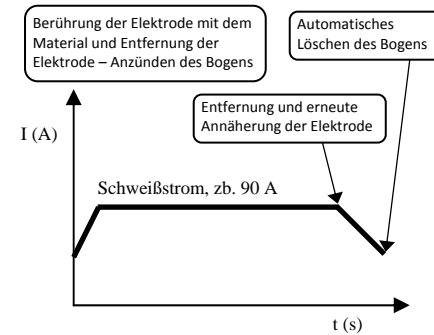 Berührung der Elektrode mit dem
Material und Entfernung der
Elektrode – Anzünden des Bogens
Automatisches
Löschen des Bogens
Entfernung und erneute
Annäherung der Elektrode
I (A)
Schweißstrom, zb. 90 A
t (s)